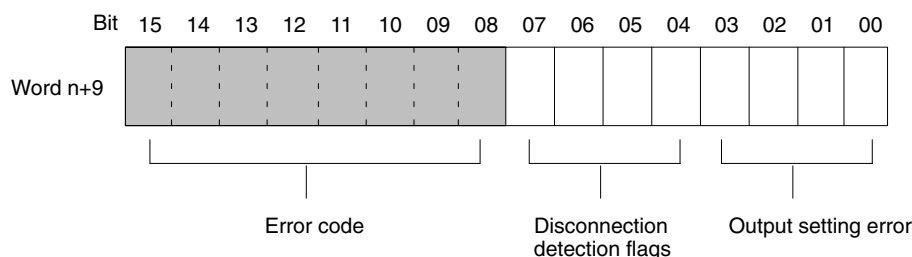 Bit 15 14 13 12 11 10 09 08 07 06 05 04 03 02 01 00
Word n+9
Error code
Disconnection
detection flags
Output setting error